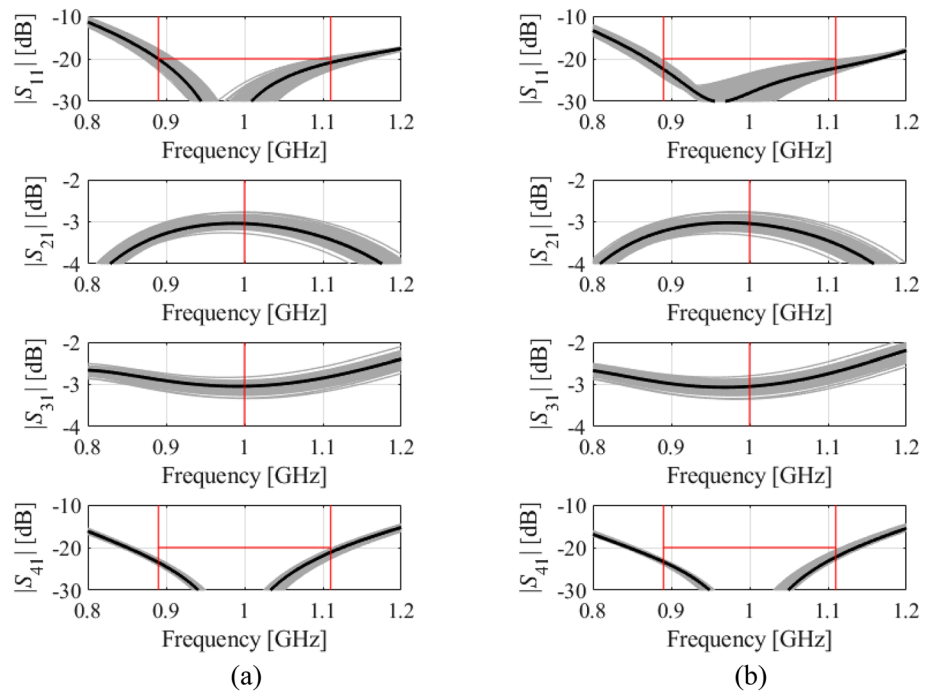 |S11| [dB]
-10
-20
-30
0.8 0.9 1 1.1 1.2
Frequency [GHz]
|S21| [dB]
-2
-3
-4
0.8 0.9 1 1.1 1.2
Frequency [GHz]
|S31| [dB]
-2
-3
-4
0.8 0.9 1 1.1 1.2
Frequency [GHz]
|S41| [dB]
-10
-20
-30
0.8 0.9 1 1.1 1.2
Frequency [GHz]
(a)
|S11| [dB]
-10
-20
-30
0.8 0.9 1 1.1 1.2
Frequency [GHz]
|S21| [dB]
-2
-3
-4
0.8 0.9 1 1.1 1.2
Frequency [GHz]
|S31| [dB]
-2
-3
-4
0.8 0.9 1 1.1 1.2
Frequency [GHz]
|S41| [dB]
-10
-20
-30
0.8 0.9 1 1.1 1.2
Frequency [GHz]
(b)